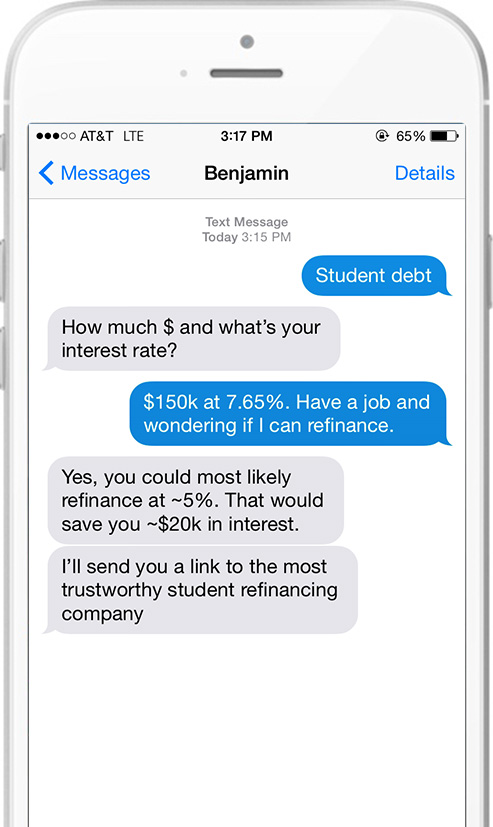 AT&T LTE 3:17 PM 65%
Messages Benjamin Details
Text Message
Today 3:15 PM
Student debt
How much $ and what’s your
interest rate?
$150k at 7.65%. Have a job and
wondering if I can refinance.
Yes, you could most likely
refinance at ~5%. That would
save you ~$20k in interest.
I’ll send you a link to the most
trustworthy student refinancing
company